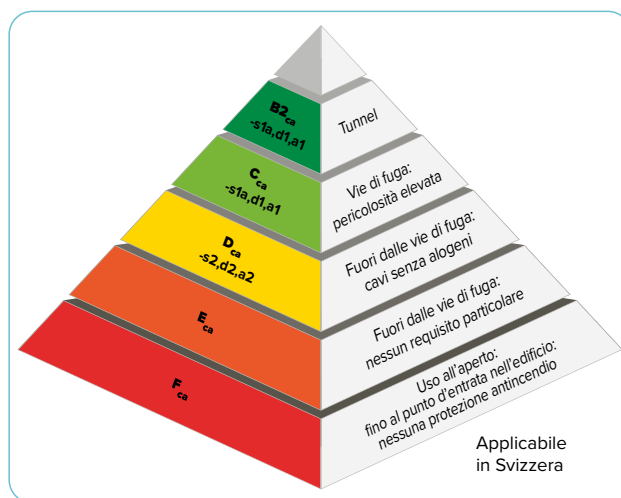 B2ca
-s1a,d1,a1
Tunnel
Cca
-s1a,d1,a1
Vie di fuga:
pericolosità elevata
Dca
-s2,d2,a2
Fuori dalle vie di fuga:
cavi senza alogeni
Eca
Fuori dalle vie di fuga:
nessun requisito particolare
Fca
Uso all'aperto:
fino al punto d'entrata nell'edificio:
nessuna protezione antincendio
Applicabile
in Svizzera